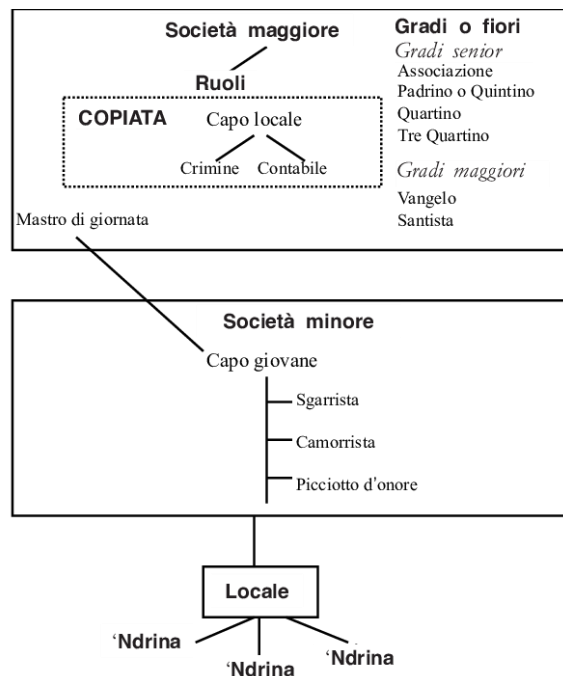 Società maggiore
Ruoli
COPIATA
Capo locale
Crimine Contabile
Mastro di giornata
Gradi o fiori
Gradi senior
Associazione
Padrino o Quintino
Quartino
Tre Quartino
Gradi maggiori
Vangelo
Santista
Società minore
Capo giovane
Sgarrista
Camorrista
Picciotto d'onore
Locale
‘Ndrina
‘Ndrina
‘Ndrina